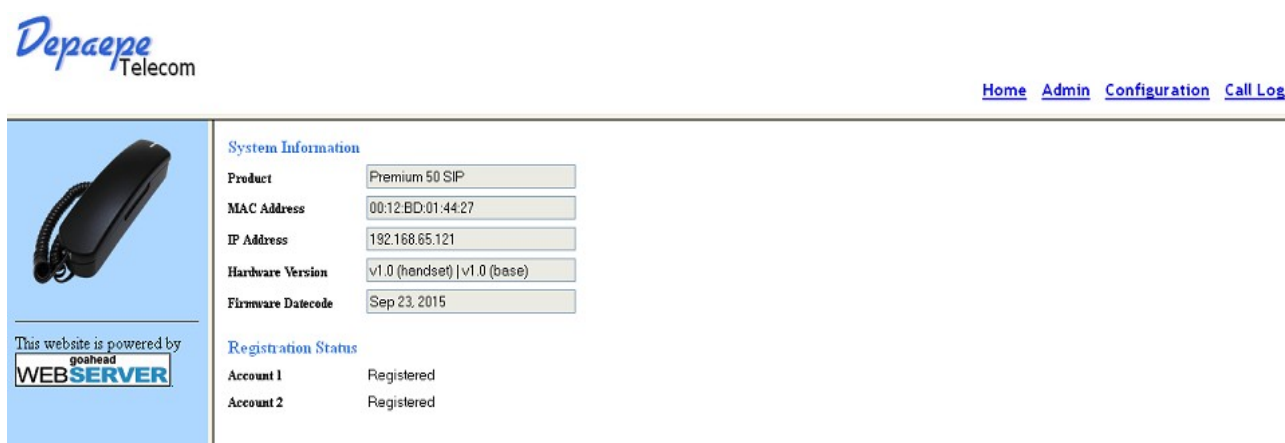 Depaepe
Telecom
Home Admin Configuration Call Log
System Information
Product Premium 50 SIP
MAC Address 00:12:BD:01:44:27
IP Address 192.168.65.121
Hardware Version v1.0 (handset) | v1.0 (base)
Firmware Datecode Sep 23, 2015
This website is powered by
goahead
WEBSERVER
Registration Status
Account 1 Registered
Account 2 Registered